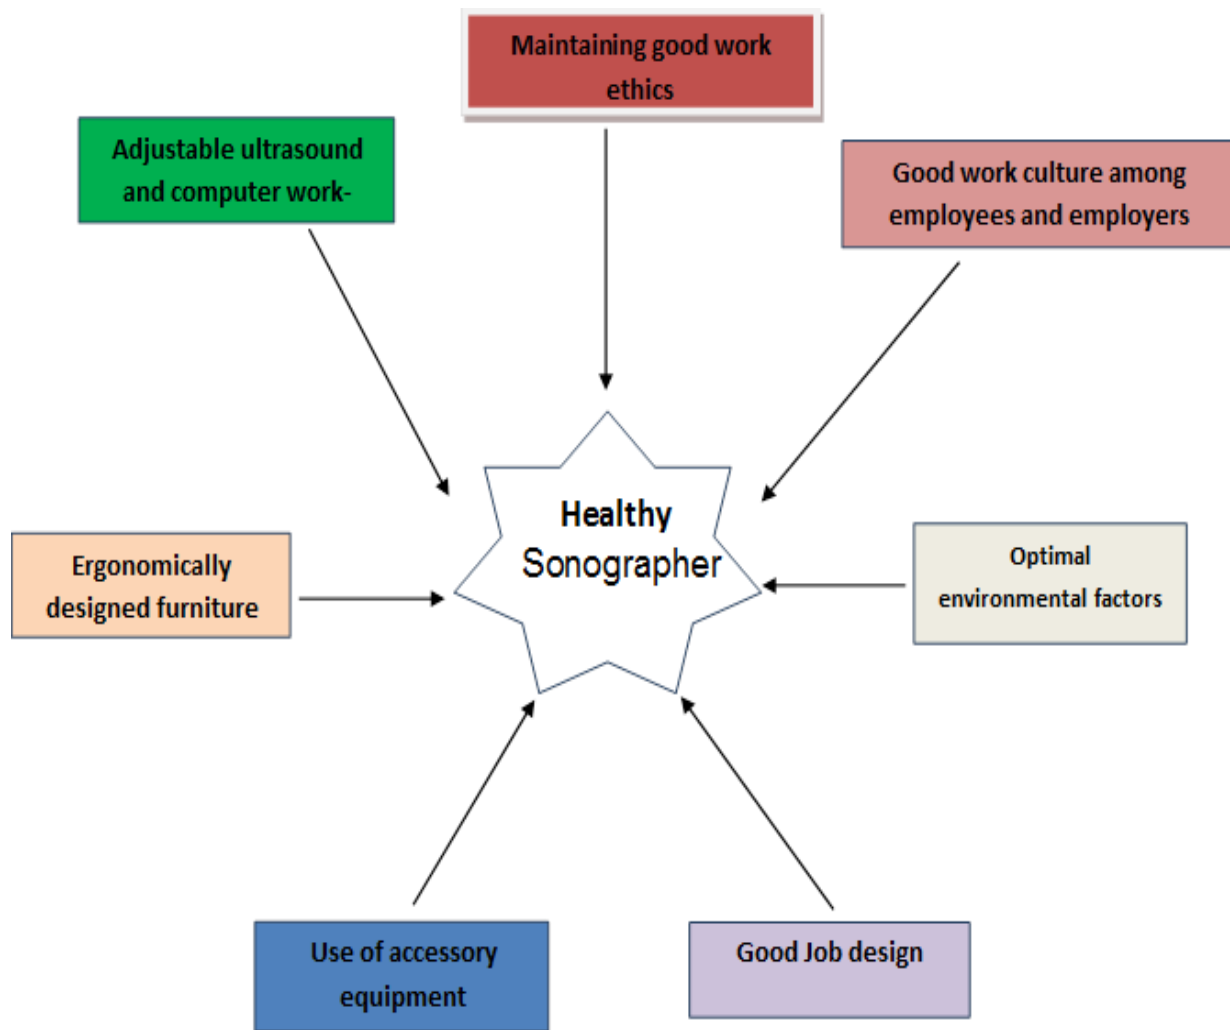 Maintaining good work
ethics
Adjustable ultrasound
and computer work-
Good work culture among
employees and employers
Healthy
Sonographer
Ergonomically
designed furniture
Optimal
environmental factors
Use of accessory
equipment
Good Job design